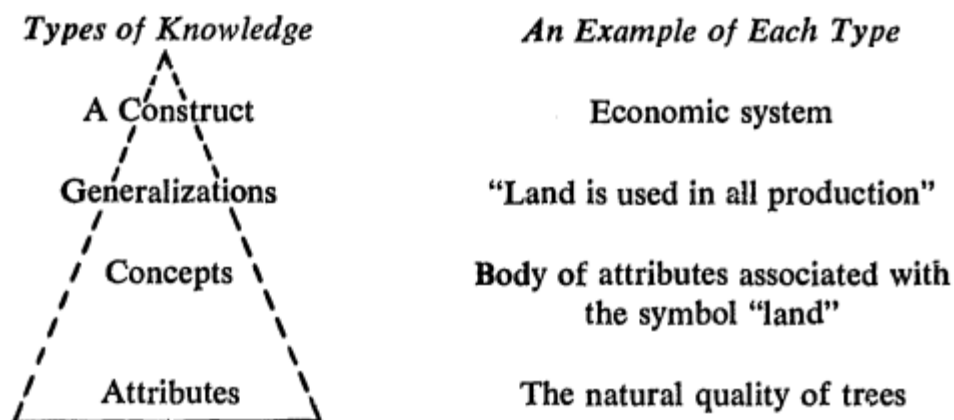 Types of Knowledge An Example of Each Type
A Construct Economic system
Generalizations “Land is used in all production”
Concepts Body of attributes associated with
the symbol “land”
Attributes The natural quality of trees